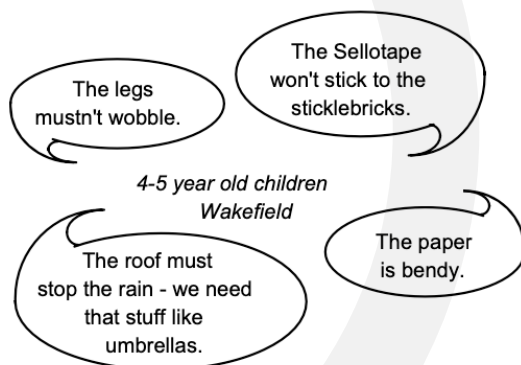 The legs
mustn't wobble.
The Sellotape
won't stick to the
sticklebricks.
4-5 year old children
Wakefield
The roof must
stop the rain - we need
that stuff like
umbrellas.
The paper
is bendy.